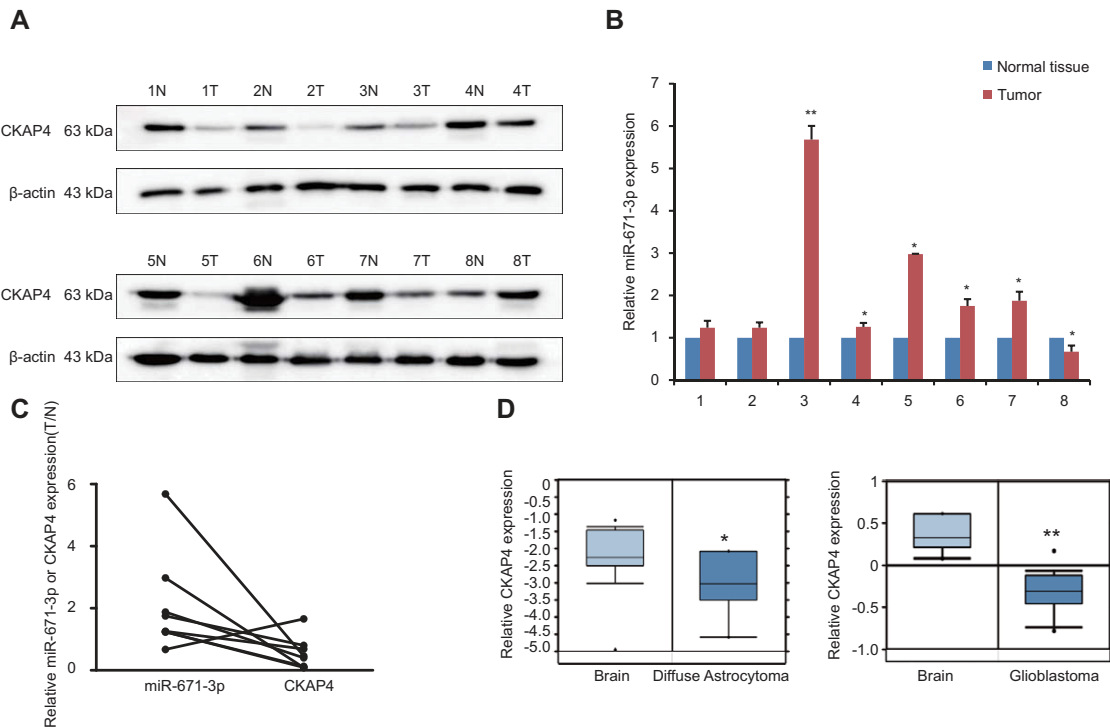 A
1N 1T 2N 2T 3N 3T 4N 4T
CKAP4 63 kDa
β-actin 43 kDa
5N 5T 6N 6T 7N 7T 8N 8T
CKAP4 63 kDa
β-actin 43 kDa
B
Normal tissue
Tumor
Relative miR-671-3p expression
7
6
5
4
3
2
1
0
**
*
*
*
*
*
1 2 3 4 5 6 7 8
C
Relative miR-671-3p or CKAP4 expression(T/N)
6
4
2
0
miR-671-3p CKAP4
D
Relative CKAP4 expression
0
-0.5
-1.0
-1.5
-2.0
-2.5
-3.0
-3.5
-4.0
-4.5
-5.0
*
Brain Diffuse Astrocytoma
Relative CKAP4 expression
1
0.5
0
-0.5
-1.0
**
Brain Glioblastoma